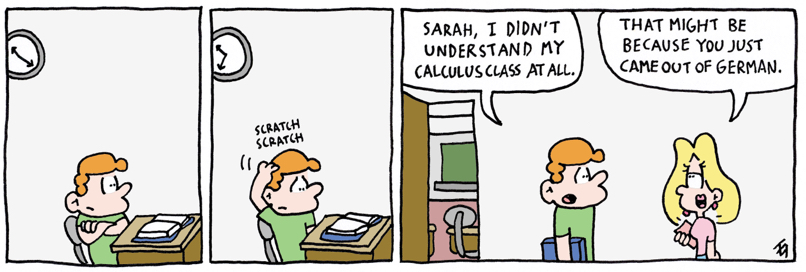 SCRATCH
SCRATCH
SARAH, I DIDN'T
UNDERSTAND MY
CALCULUS CLASS AT ALL.
THAT MIGHT BE
BECAUSE YOU JUST
CAME OUT OF GERMAN.